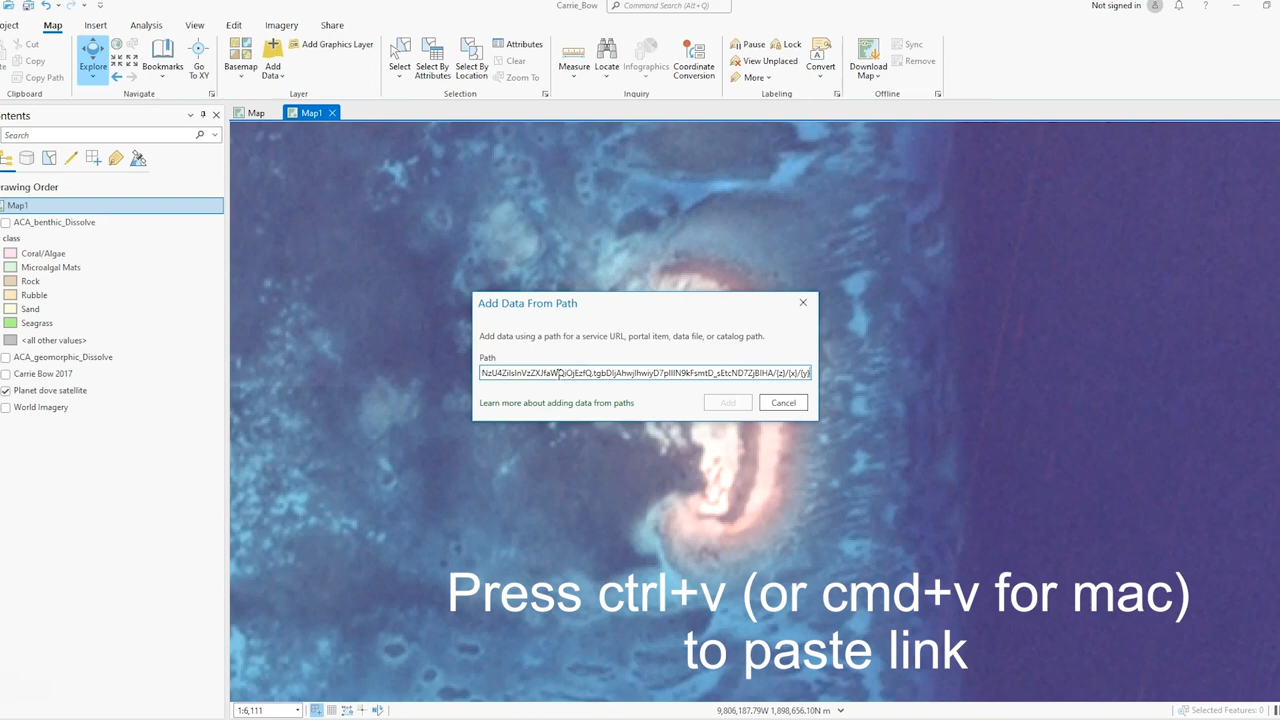 Carrie_Bow
Command Search (Alt+Q)
Not signed in
oject
Map
Insert
Analysis
View
Edit
Imagery
Share
Cut
Copy
Copy Path
Clipboard
Explore
Bookmarks
Go To XY
Navigate
Basemap
Add Data
Add Graphics Layer
Layer
Select
Select By Attributes
Select By Location
Attributes
Clear
Zoom To
Selection
Measure
Locate
Infographics
Coordinate Conversion
Inquiry
Pause
Lock
View Unplaced
More
Convert
Labeling
Download Map
Sync
Remove
Offline
ontents
Map
Map1
Search
Drawing Order
Map1
ACA_benthic_Dissolve
class
Coral/Algae
Microalgal Mats
Rock
Rubble
Sand
Seagrass
<all other values>
ACA_geomorphic_Dissolve
Carrie Bow 2017
Planet dove satellite
World Imagery
Add Data From Path
Add data using a path for a service URL, portal item, data file, or catalog path.
Path
Learn more about adding data from paths
Add
Cancel
Press ctrl+v (or cmd+v for mac)
to paste link
1:6,111
9,806,187.79W 1,898,656.10N m
Selected Features: 0